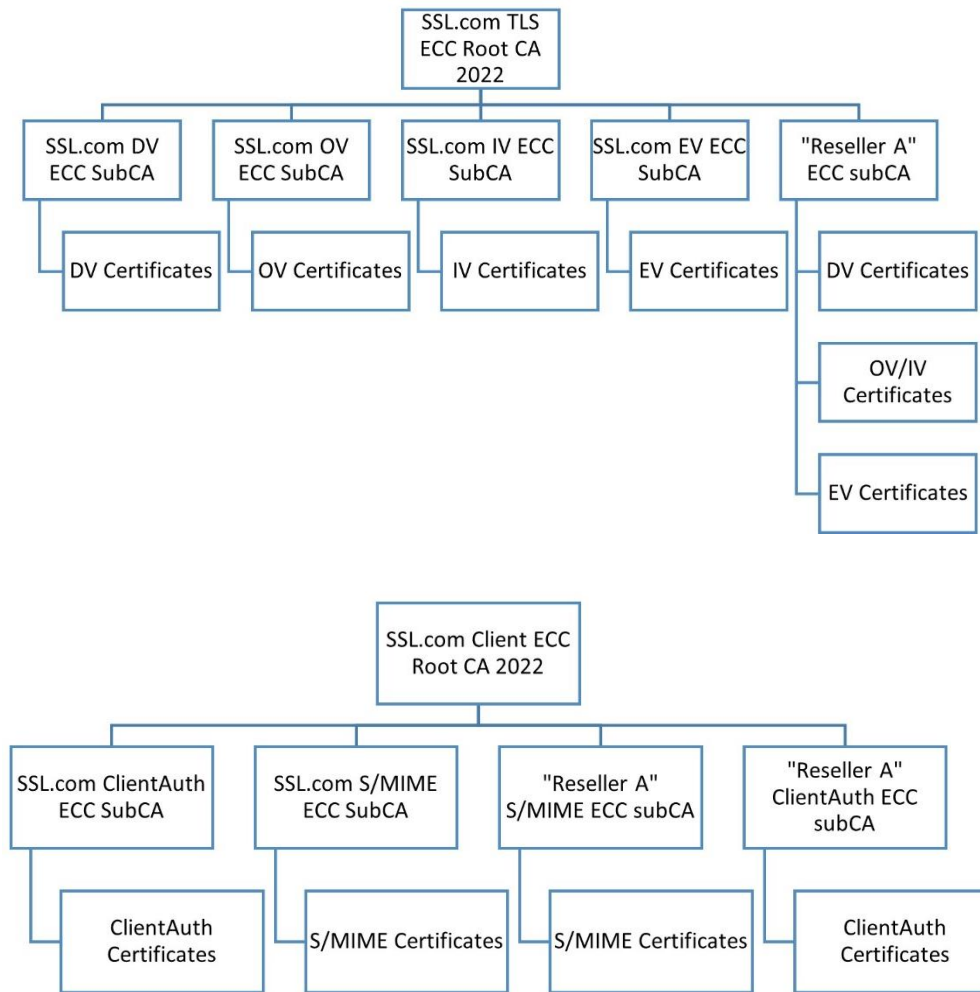 SSL.com TLS
ECC Root CA
2022
SSL.com DV
ECC SubCA
SSL.com OV
ECC SubCA
SSL.com IV ECC
SubCA
SSL.com EV ECC
SubCA
"Reseller A"
ECC subCA
DV Certificates
OV Certificates
IV Certificates
EV Certificates
DV Certificates
OV/IV
Certificates
EV Certificates
SSL.com Client ECC
Root CA 2022
SSL.com ClientAuth
ECC SubCA
SSL.com S/MIME
ECC SubCA
"Reseller A"
S/MIME ECC subCA
"Reseller A"
ClientAuth ECC
subCA
ClientAuth
Certificates
S/MIME Certificates
S/MIME Certificates
ClientAuth
Certificates